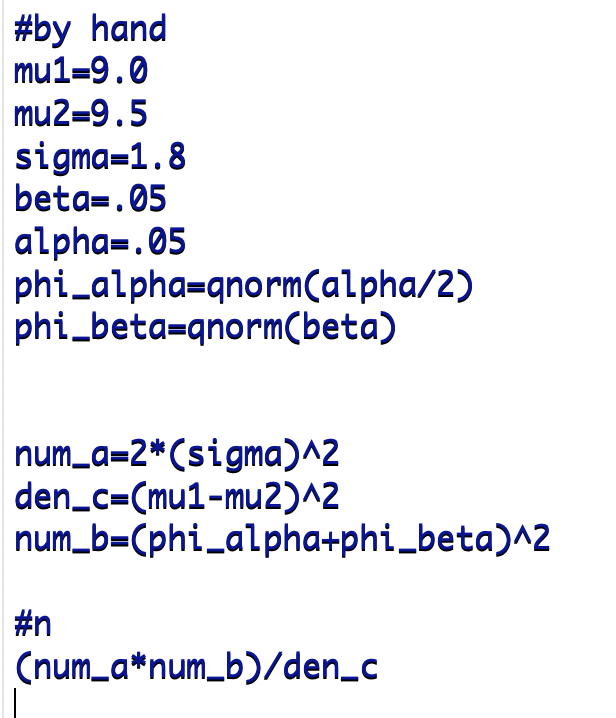 #by hand
mu1=9.0
mu2=9.5
sigma=1.8
beta=.05
alpha=.05
phi_alpha=qnorm(alpha/2)
phi_beta=qnorm(beta)
num_a=2*(sigma)^2
den_c=(mu1-mu2)^2
num_b=(phi_alpha+phi_beta)^2
#n
(num_a*num_b)/den_c